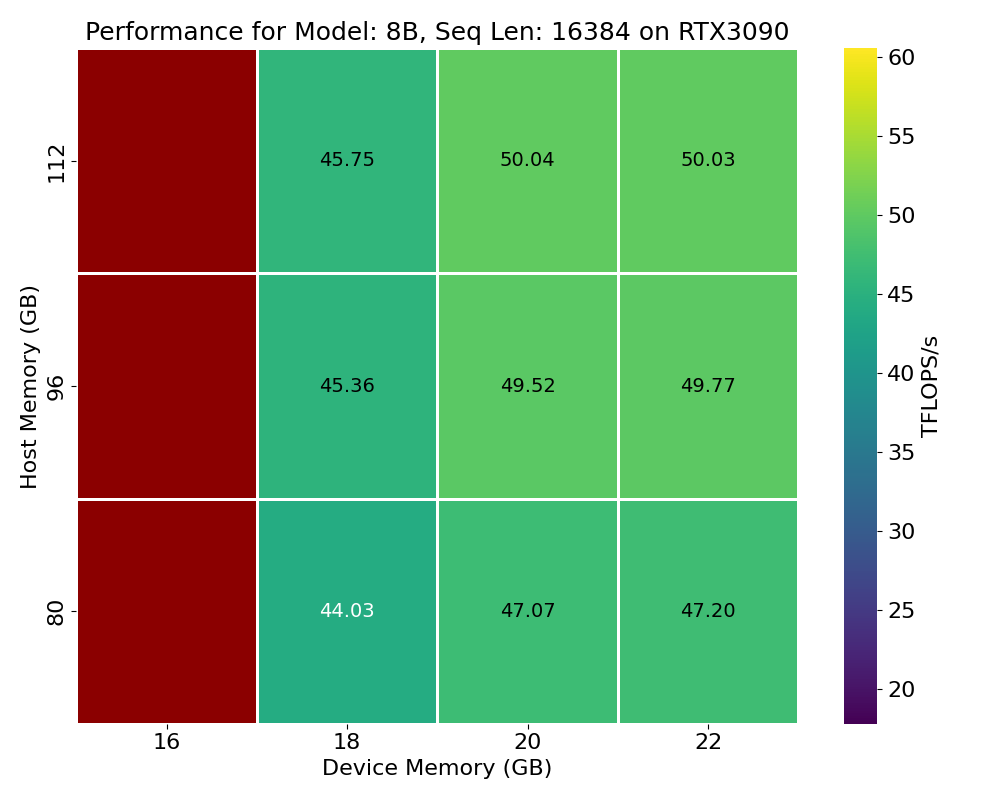 Performance for Model: 8B, Seq Len: 16384 on RTX3090
Host Memory (GB)
112
45.75 50.04 50.03
96
45.36 49.52 49.77
80
44.03 47.07 47.20
16 18 20 22
Device Memory (GB)
60
55
50
45
40
35
30
25
20
TFLOPS/s